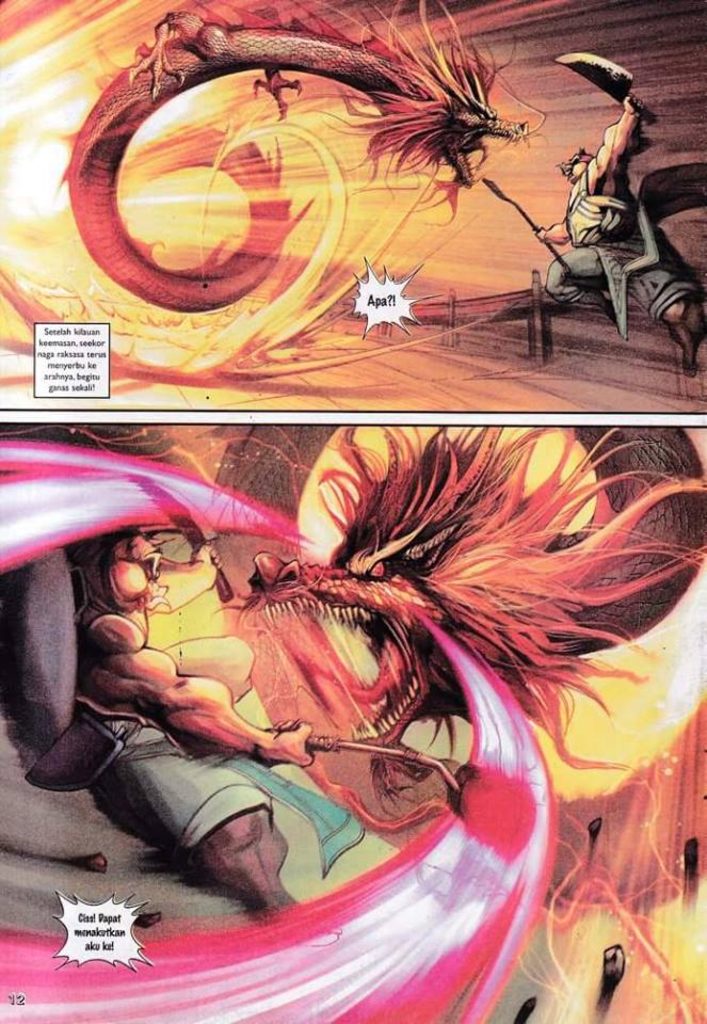 Apa?!
Setelah kilauan
keemasan, seekor
naga raksasa terus
menyerbu ke
arahnya, begitu
ganas sekali!
Ciss! Dapat
menakutkan
aku ke!
12